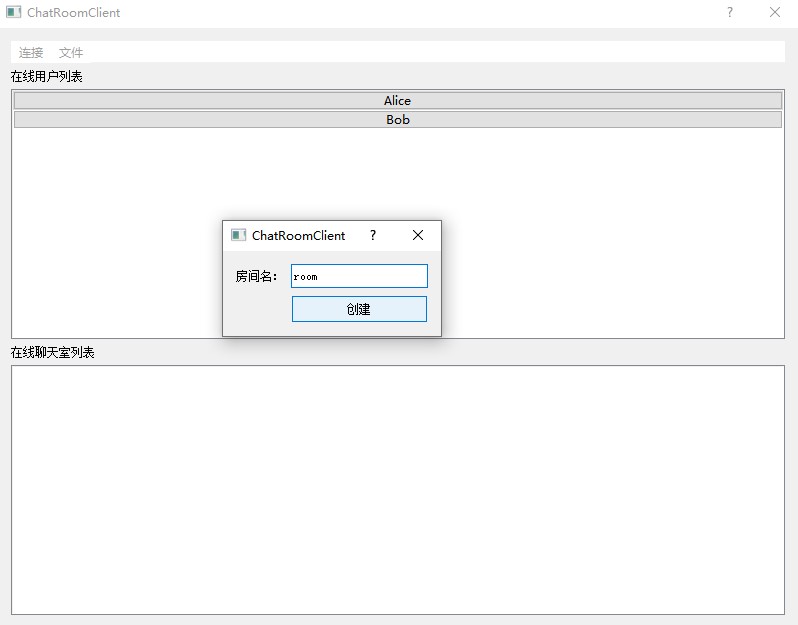 ChatRoomClient ?
连接 文件
在线用户列表
Alice
Bob
ChatRoomClient ?
房间名: room
创建
在线聊天室列表